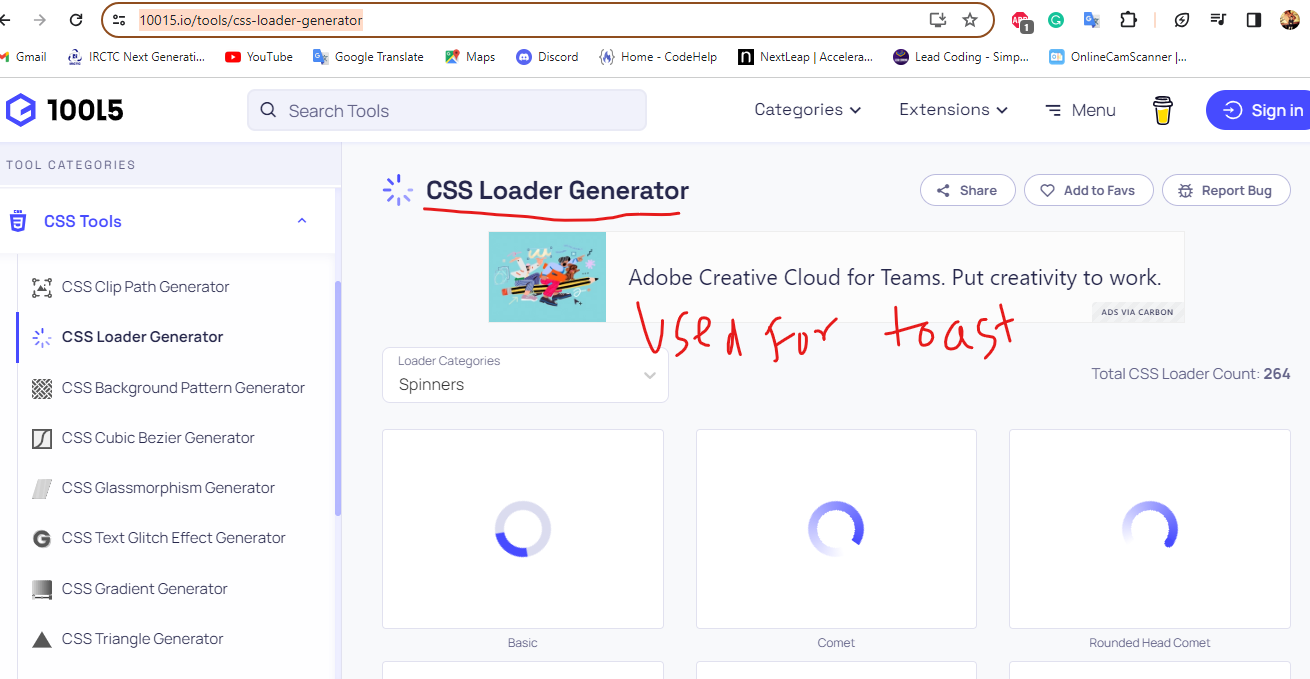 10015.io/tools/css-loader-generator
1
Gmail
IRCTC Next Generati...
YouTube
Google Translate
Maps
Discord
Home - CodeHelp
NextLeap | Accelera...
Lead Coding - Simp...
OnlineCamScanner |...
10015
Search Tools
Categories
Extensions
Menu
Sign in
TOOL CATEGORIES
CSS Tools
CSS Clip Path Generator
CSS Loader Generator
CSS Background Pattern Generator
CSS Cubic Bezier Generator
CSS Glassmorphism Generator
CSS Text Glitch Effect Generator
CSS Gradient Generator
CSS Triangle Generator
CSS Loader Generator
Share
Add to Favs
Report Bug
Adobe Creative Cloud for Teams. Put creativity to work.
ADS VIA CARBON
Used For toast
Loader Categories
Spinners
Total CSS Loader Count: 264
Basic
Comet
Rounded Head Comet